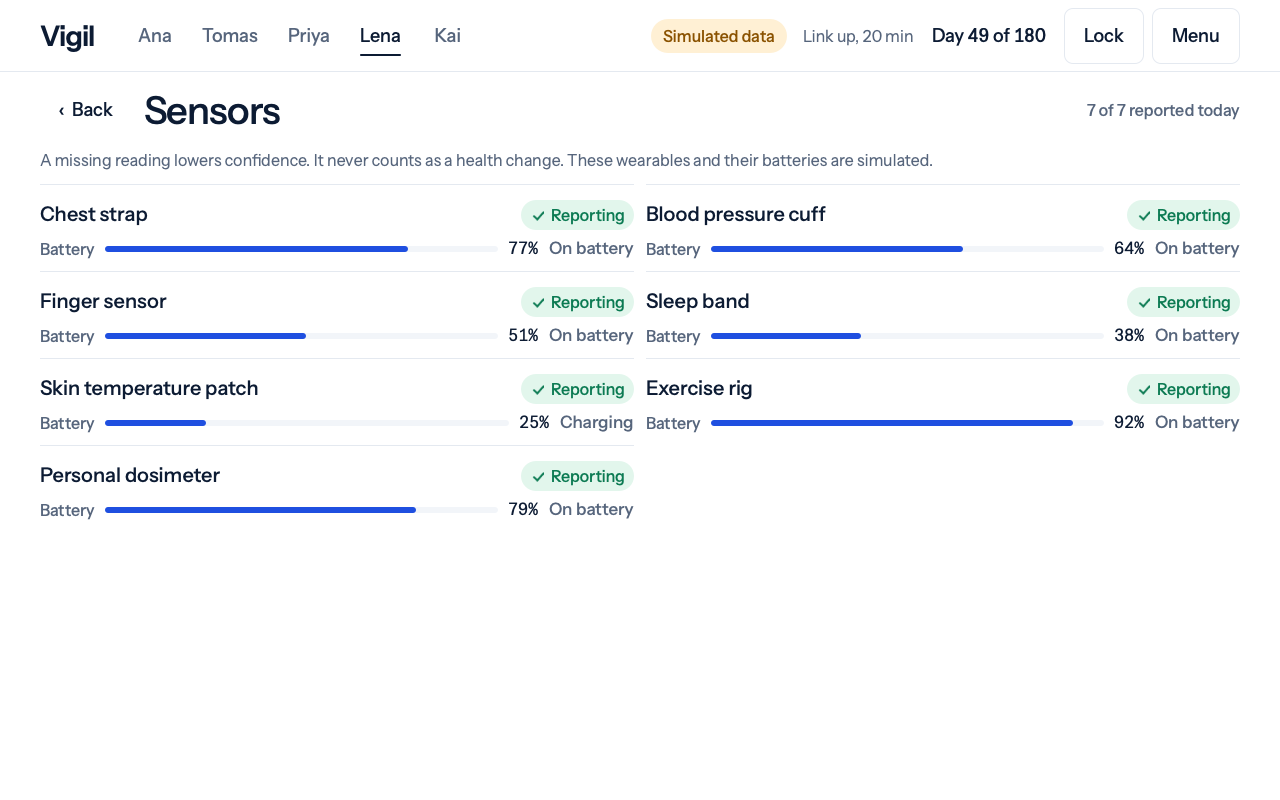 Vigil Ana Tomas Priya Lena Kai Simulated data Link up, 20 min Day 49 of 180 Lock Menu
‹ Back Sensors 7 of 7 reported today
A missing reading lowers confidence. It never counts as a health change. These wearables and their batteries are simulated.
Chest strap Reporting
Battery 77% On battery
Blood pressure cuff Reporting
Battery 64% On battery
Finger sensor Reporting
Battery 51% On battery
Sleep band Reporting
Battery 38% On battery
Skin temperature patch Reporting
Battery 25% Charging
Exercise rig Reporting
Battery 92% On battery
Personal dosimeter Reporting
Battery 79% On battery